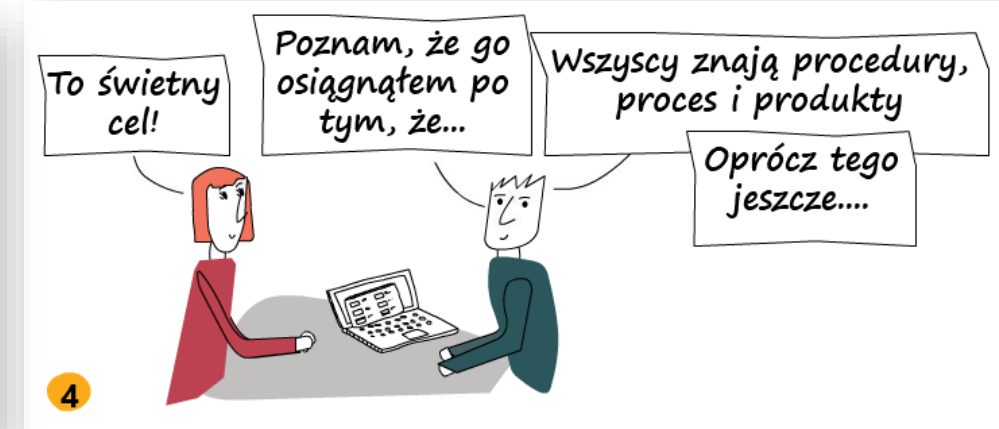 To świetny
cel!
Poznam, że go
osiągnąłem po
tym, że...
Wszyscy znają procedury,
proces i produkty
Oprócz tego
jeszcze....
4